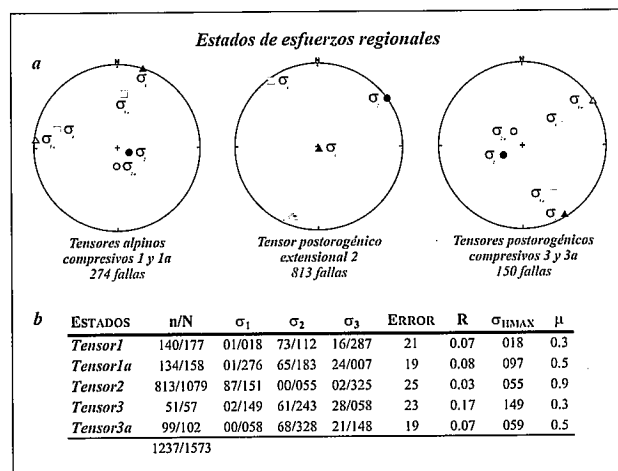 Estados de esfuerzos regionales
a
N
N
N
σ
σ
σ
σ
σ
σ
σ
σ
σ
σ
σ
σ
σ
σ
Tensores alpinos
compresivos 1 y 1a
274 fallas
Tensor postorogénico
extensional 2
813 fallas
Tensores postorogénicos
compresivos 3 y 3a
150 fallas
b
ESTADOS n/N σ1 σ2 σ3 ERROR R σHMAX μ
Tensor1 140/177 01/018 73/112 16/287 21 0.07 018 0.3
Tensor1a 134/158 01/276 65/183 24/007 19 0.08 097 0.5
Tensor2 813/1079 87/151 00/055 02/325 25 0.03 055 0.9
Tensor3 51/57 02/149 61/243 28/058 23 0.17 149 0.3
Tensor3a 99/102 00/058 68/328 21/148 19 0.07 059 0.5
1237/1573